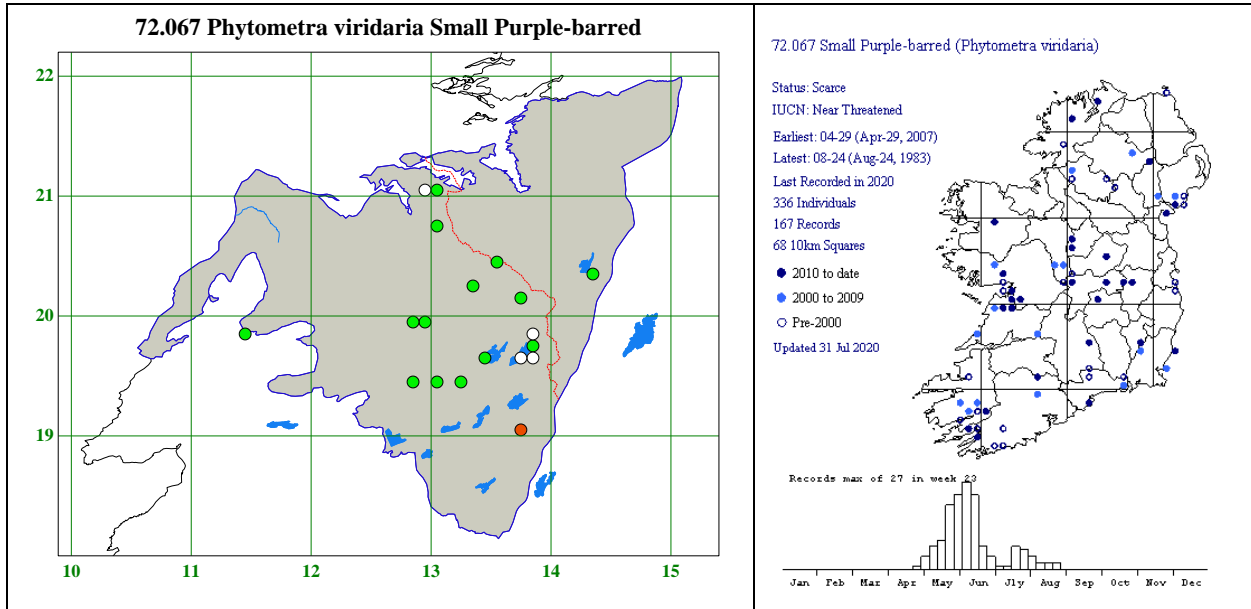 72.067 Phytometra viridaria Small Purple-barred
22
21
20
19
10 11 12 13 14 15
72.067 Small Purple-barred (Phytometra viridaria)
Status: Scarce
IUCN: Near Threatened
Earliest: 04-29 (Apr-29, 2007)
Latest: 08-24 (Aug-24, 1983)
Last Recorded in 2020
336 Individuals
167 Records
68 10km Squares
2010 to date
2000 to 2009
Pre-2000
Updated 31 Jul 2020
Records max of 27 in week 23
Jan Feb Mar Apr May Jun Jly Aug Sep Oct Nov Dec